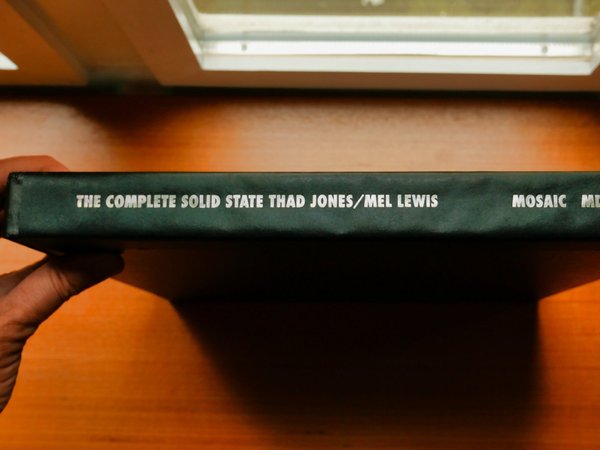 THE COMPLETE SOLID STATE THAD JONES/MEL LEWIS MOSAIC